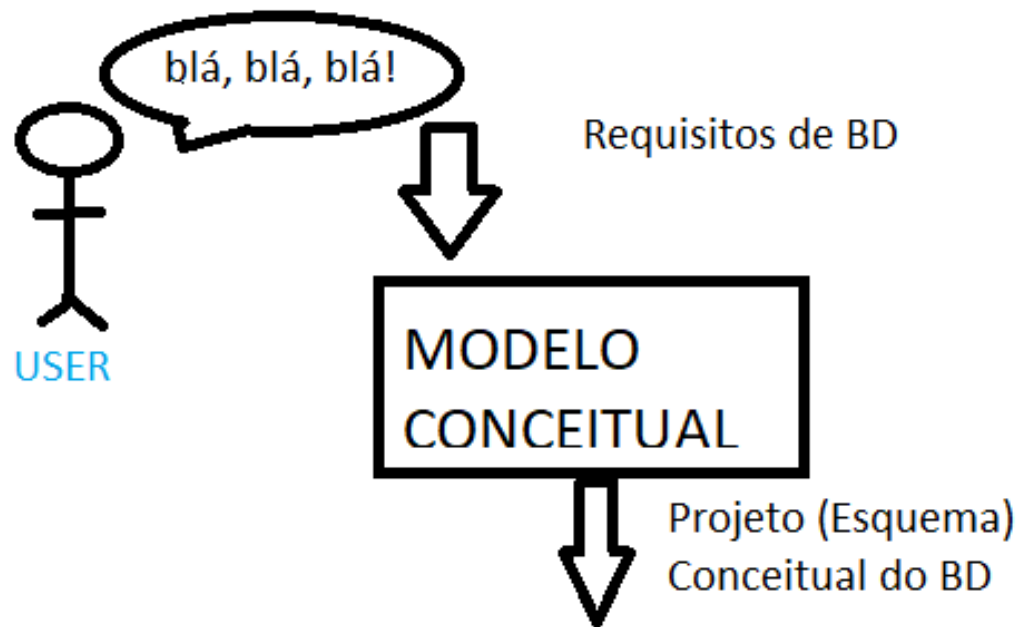 blá, blá, blá!
Requisitos de BD
USER
MODELO
CONCEITUAL
Projeto (Esquema)
Conceitual do BD